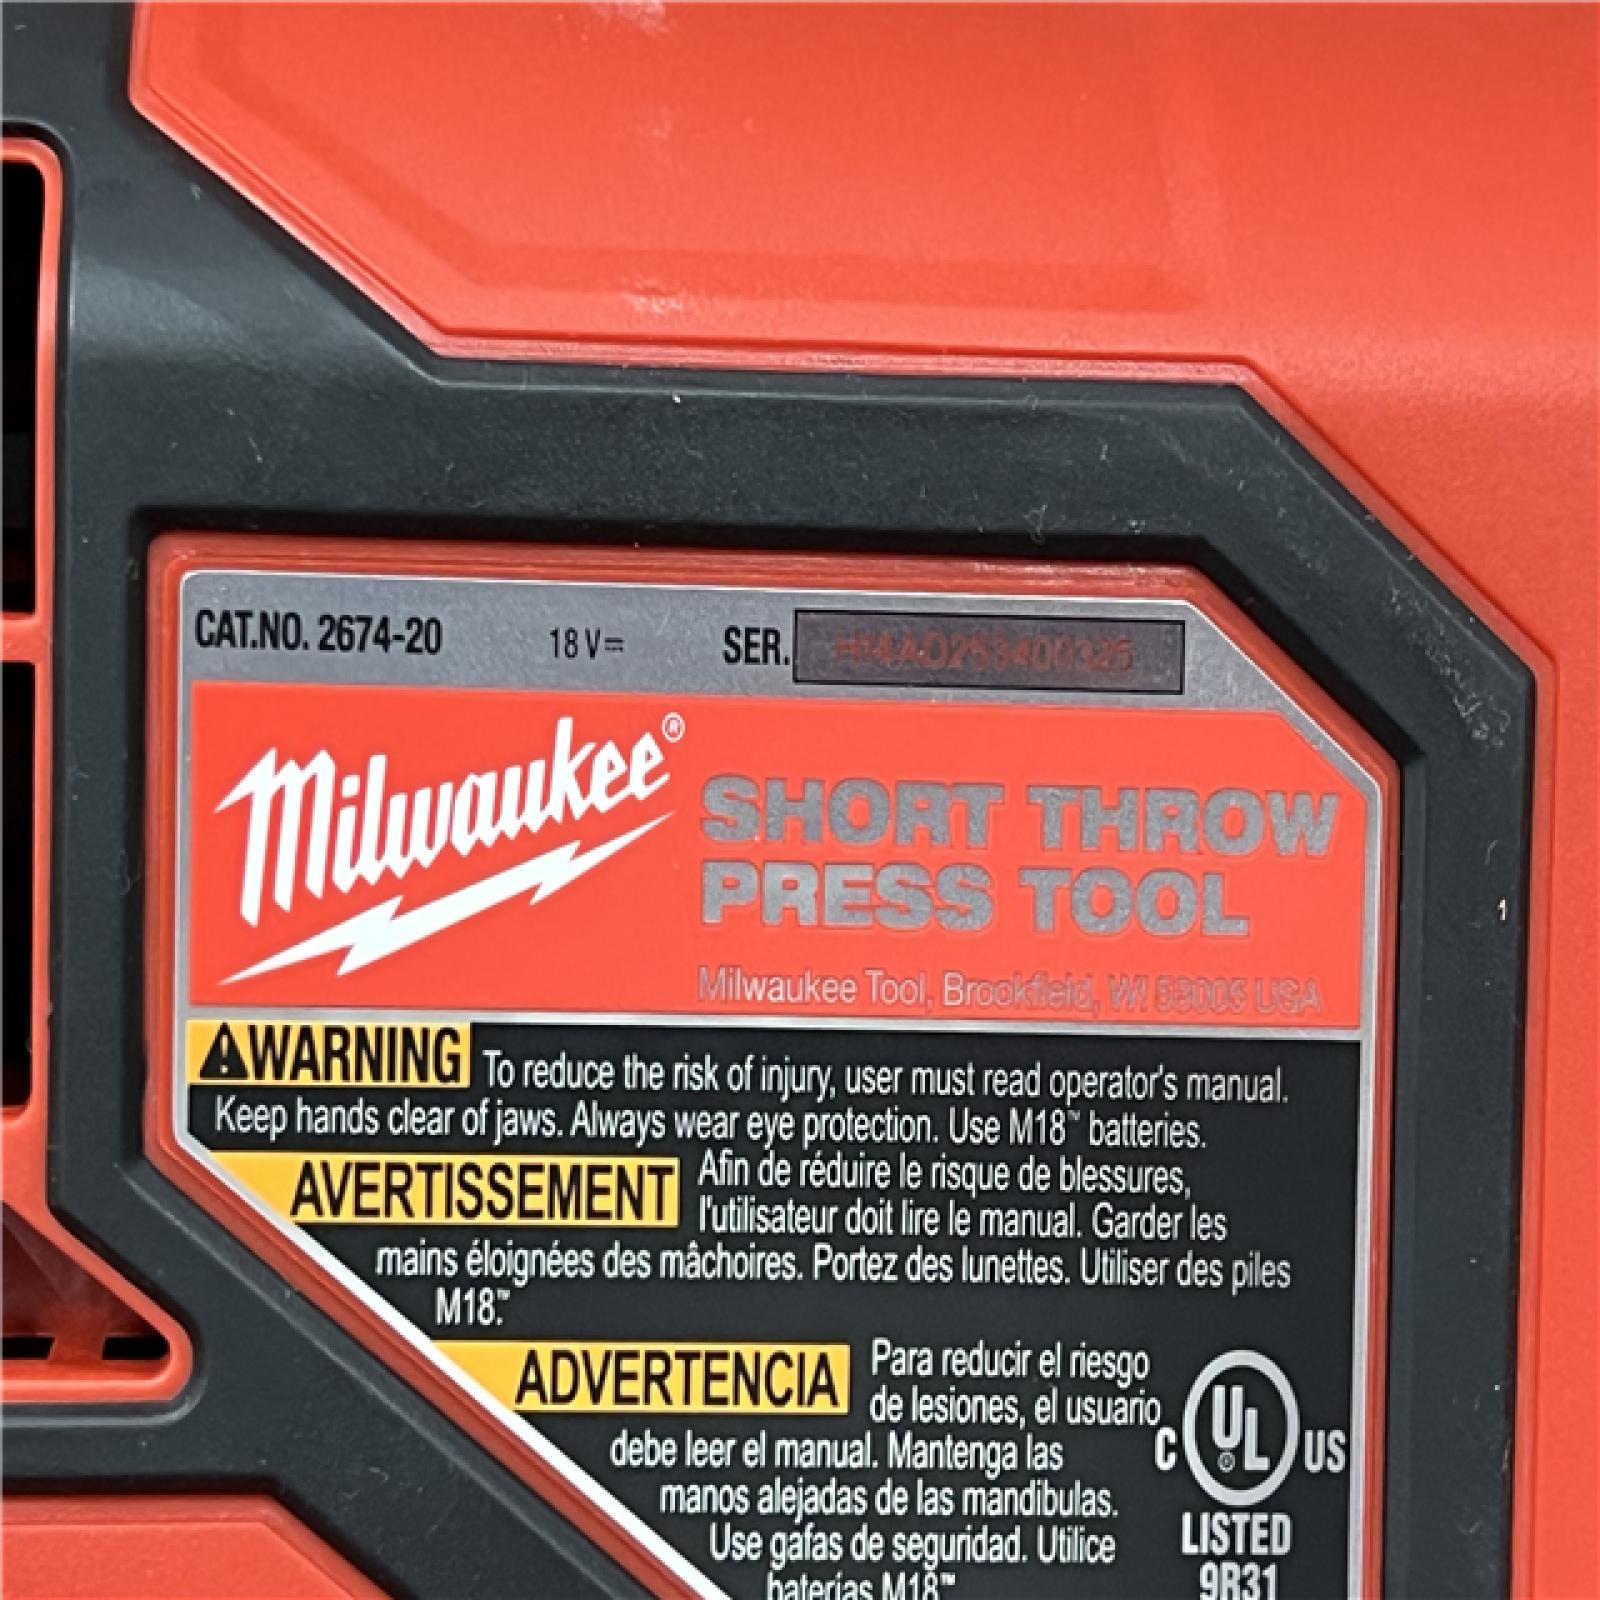 CAT.NO. 2674-20 18 V⎓ SER.
Milwaukee®
SHORT THROW
PRESS TOOL
Milwaukee Tool, Brookfield, WI 53005 USA
⚠WARNING To reduce the risk of injury, user must read operator's manual.
Keep hands clear of jaws. Always wear eye protection. Use M18™ batteries.
AVERTISSEMENT Afin de réduire le risque de blessures,
l'utilisateur doit lire le manual. Garder les
mains éloignées des mâchoires. Portez des lunettes. Utiliser des piles
M18.™
ADVERTENCIA Para reducir el riesgo
de lesiones, el usuario
debe leer el manual. Mantenga las
manos alejadas de las mandibulas.
Use gafas de seguridad. Utilice
baterías M18™
C UL® US
LISTED
9R31